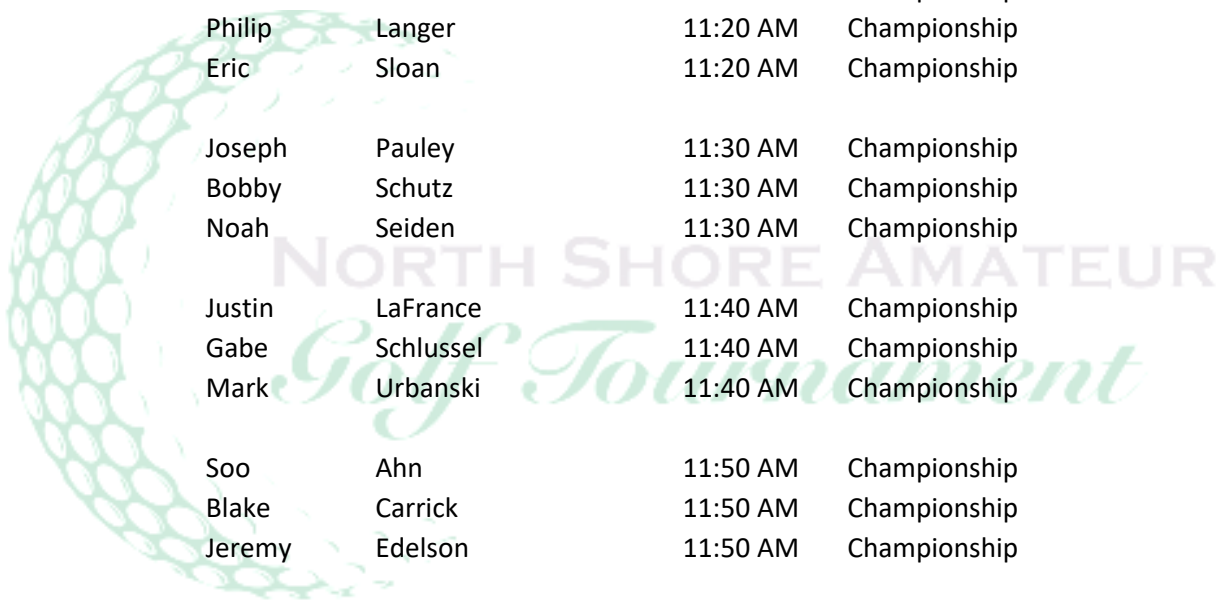 Philip Langer 11:20 AM Championship
Eric Sloan 11:20 AM Championship
Joseph Pauley 11:30 AM Championship
Bobby Schutz 11:30 AM Championship
Noah Seiden 11:30 AM Championship
NORTH SHORE AMATEUR
Justin LaFrance 11:40 AM Championship
Gabe Schlussel 11:40 AM Championship
Golf Tournament
Mark Urbanski 11:40 AM Championship
Soo Ahn 11:50 AM Championship
Blake Carrick 11:50 AM Championship
Jeremy Edelson 11:50 AM Championship